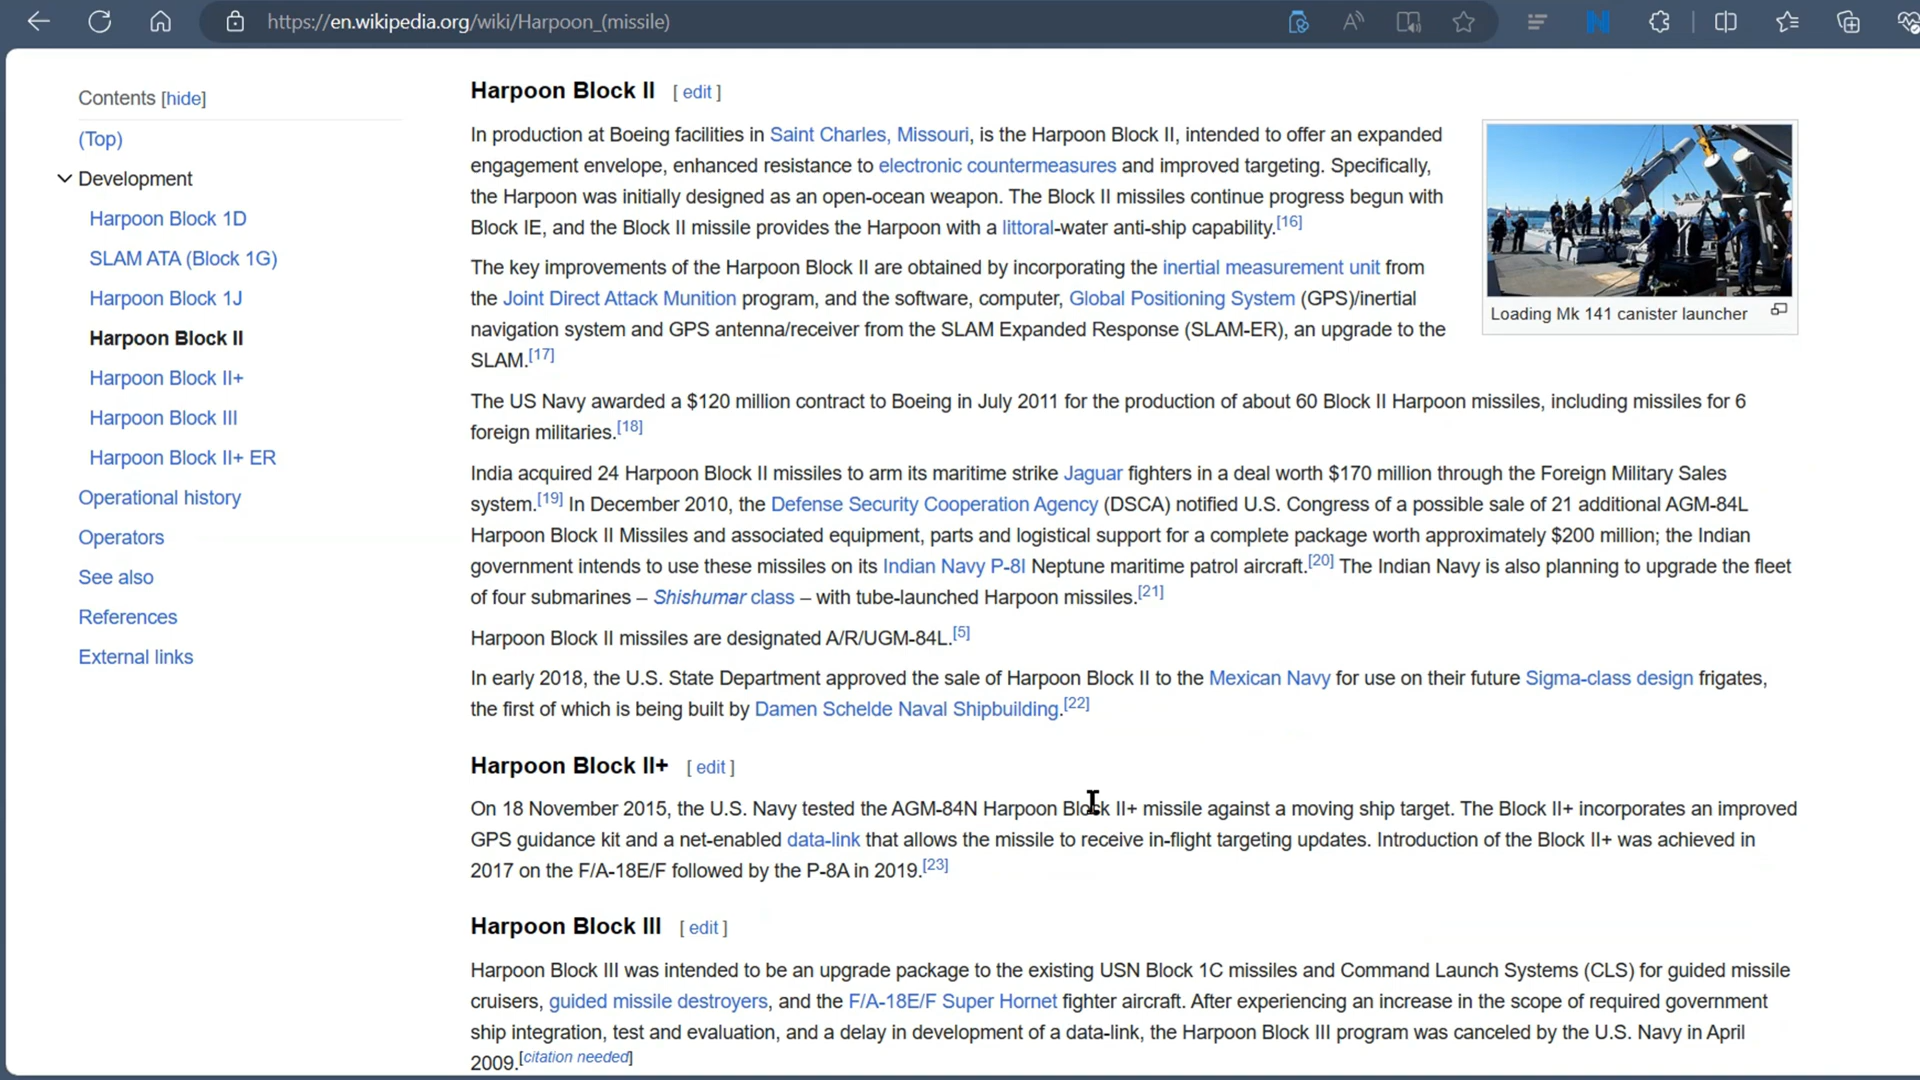 https://en.wikipedia.org/wiki/Harpoon_(missile)
Contents [hide]
(Top)
Development
Harpoon Block 1D
SLAM ATA (Block 1G)
Harpoon Block 1J
Harpoon Block II
Harpoon Block II+
Harpoon Block III
Harpoon Block II+ ER
Operational history
Operators
See also
References
External links
Harpoon Block II [ edit ]
In production at Boeing facilities in Saint Charles, Missouri, is the Harpoon Block II, intended to offer an expanded
engagement envelope, enhanced resistance to electronic countermeasures and improved targeting. Specifically,
the Harpoon was initially designed as an open-ocean weapon. The Block II missiles continue progress begun with
Block IE, and the Block II missile provides the Harpoon with a littoral-water anti-ship capability.[16]
The key improvements of the Harpoon Block II are obtained by incorporating the inertial measurement unit from
the Joint Direct Attack Munition program, and the software, computer, Global Positioning System (GPS)/inertial
navigation system and GPS antenna/receiver from the SLAM Expanded Response (SLAM-ER), an upgrade to the
SLAM.[17]
Loading Mk 141 canister launcher
The US Navy awarded a $120 million contract to Boeing in July 2011 for the production of about 60 Block II Harpoon missiles, including missiles for 6
foreign militaries.[18]
India acquired 24 Harpoon Block II missiles to arm its maritime strike Jaguar fighters in a deal worth $170 million through the Foreign Military Sales
system.[19] In December 2010, the Defense Security Cooperation Agency (DSCA) notified U.S. Congress of a possible sale of 21 additional AGM-84L
Harpoon Block II Missiles and associated equipment, parts and logistical support for a complete package worth approximately $200 million; the Indian
government intends to use these missiles on its Indian Navy P-8I Neptune maritime patrol aircraft.[20] The Indian Navy is also planning to upgrade the fleet
of four submarines – Shishumar class – with tube-launched Harpoon missiles.[21]
Harpoon Block II missiles are designated A/R/UGM-84L.[5]
In early 2018, the U.S. State Department approved the sale of Harpoon Block II to the Mexican Navy for use on their future Sigma-class design frigates,
the first of which is being built by Damen Schelde Naval Shipbuilding.[22]
Harpoon Block II+ [ edit ]
On 18 November 2015, the U.S. Navy tested the AGM-84N Harpoon Block II+ missile against a moving ship target. The Block II+ incorporates an improved
GPS guidance kit and a net-enabled data-link that allows the missile to receive in-flight targeting updates. Introduction of the Block II+ was achieved in
2017 on the F/A-18E/F followed by the P-8A in 2019.[23]
Harpoon Block III [ edit ]
Harpoon Block III was intended to be an upgrade package to the existing USN Block 1C missiles and Command Launch Systems (CLS) for guided missile
cruisers, guided missile destroyers, and the F/A-18E/F Super Hornet fighter aircraft. After experiencing an increase in the scope of required government
ship integration, test and evaluation, and a delay in development of a data-link, the Harpoon Block III program was canceled by the U.S. Navy in April
2009.[citation needed]